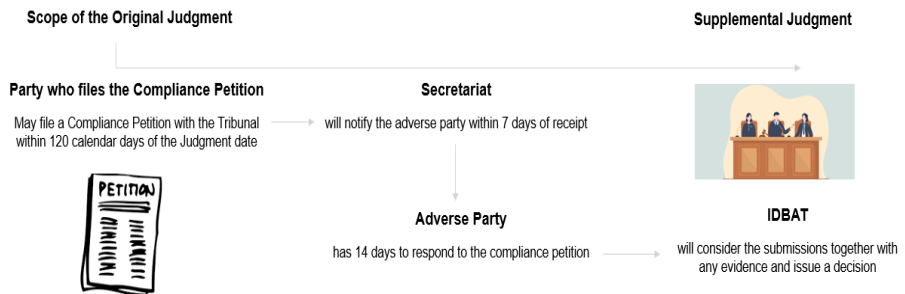 Scope of the Original Judgment
Supplemental Judgment
Party who files the Compliance Petition
May file a Compliance Petition with the Tribunal
within 120 calendar days of the Judgment date
Secretariat
will notify the adverse party within 7 days of receipt
PETITION
Adverse Party
has 14 days to respond to the compliance petition
IDBAT
will consider the submissions together with
any evidence and issue a decision